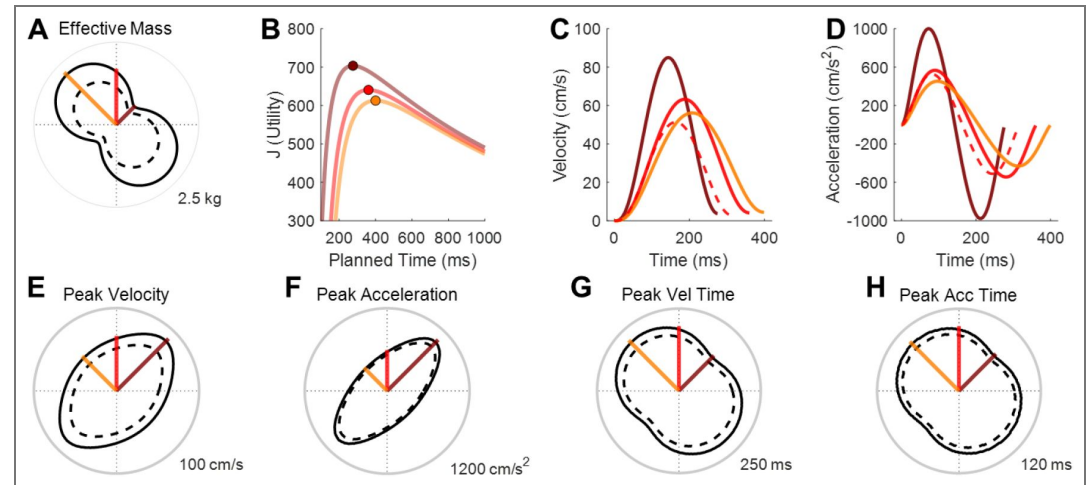 A Effective Mass
2.5 kg
B
J (Utility)
800
700
600
500
400
300
200 400 600 800 1000
Planned Time (ms)
C
Velocity (cm/s)
100
80
60
40
20
0
0 200 400
Time (ms)
D
Acceleration (cm/s²)
1000
600
200
-200
-600
-1000
0 200 400
Time (ms)
E Peak Velocity
100 cm/s
F Peak Acceleration
1200 cm/s²
G Peak Vel Time
250 ms
H Peak Acc Time
120 ms